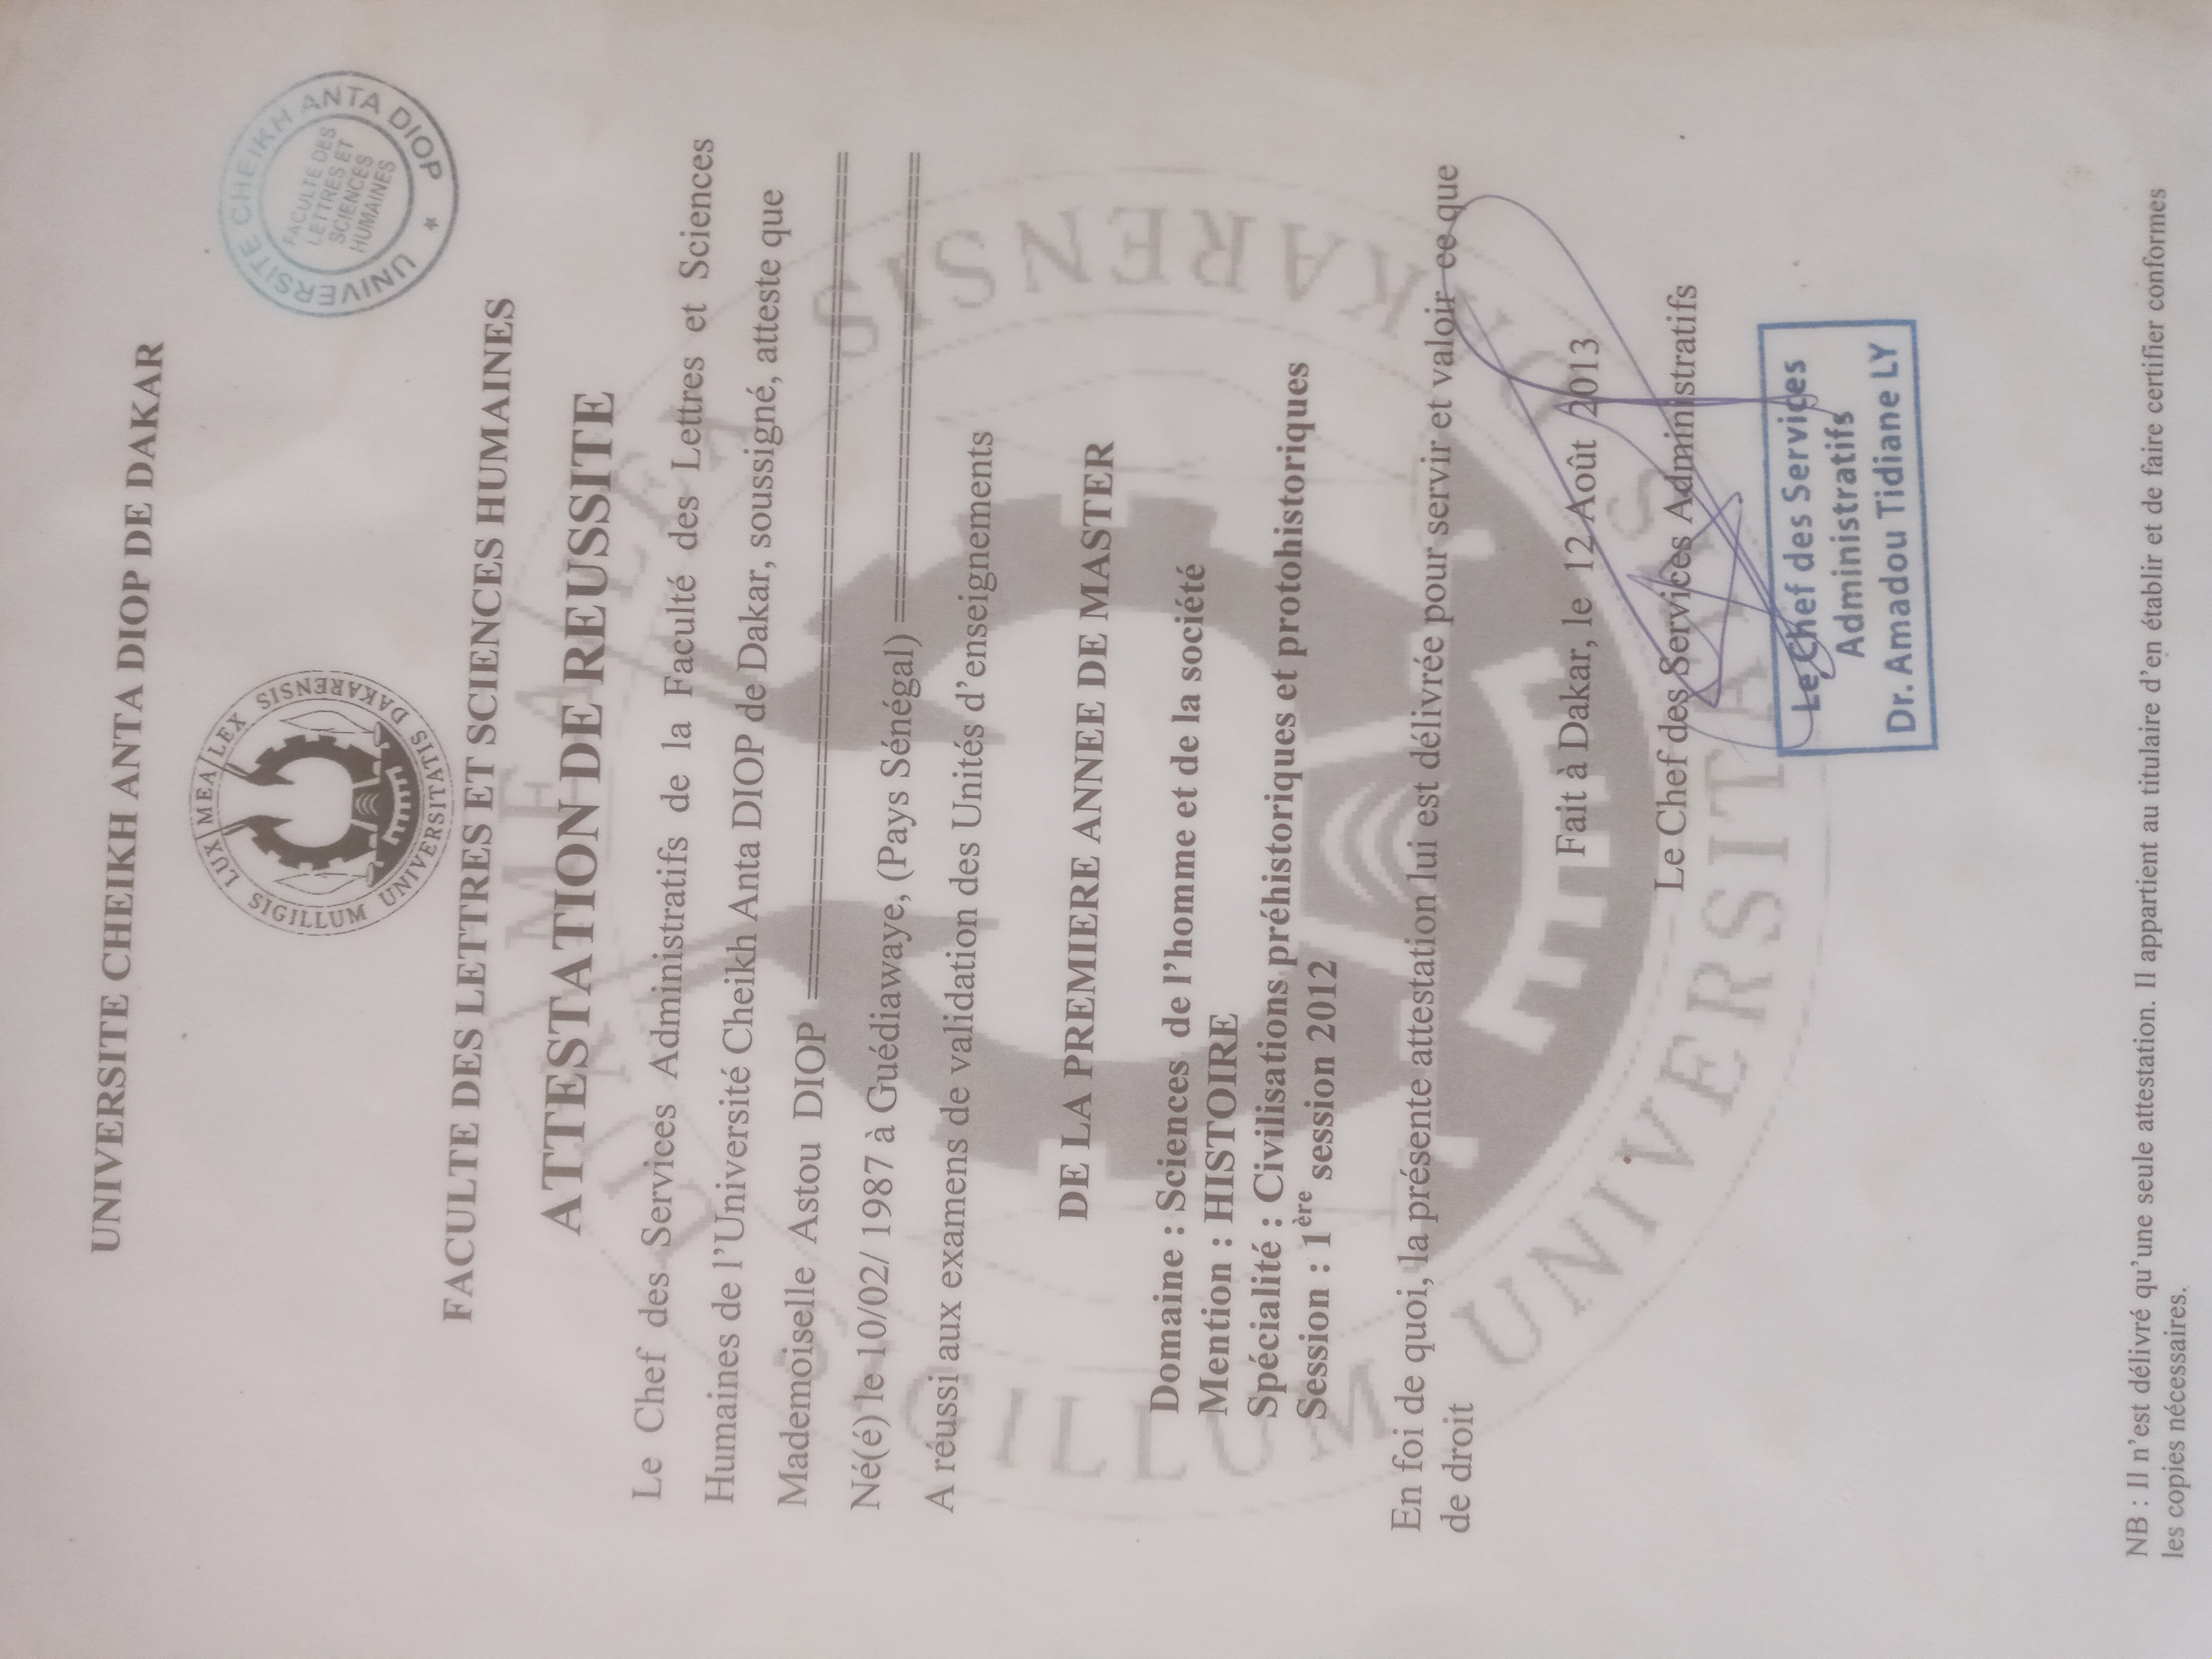 UNIVERSITE CHEIKH ANTA DIOP DE DAKAR
LUX MEA LEX
SIGILLUM UNIVERSITATIS DAKARENSIS
UNIVERSITE CHEIKH ANTA DIOP
FACULTE DES
LETTRES ET
SCIENCES
HUMAINES
FACULTE DES LETTRES ET SCIENCES HUMAINES
ATTESTATION DE REUSSITE
Le Chef des Services Administratifs de la Faculté des Lettres et Sciences
Humaines de l'Université Cheikh Anta DIOP de Dakar, soussigné, atteste que
Mademoiselle Astou DIOP ====================================
Né(é) le 10/02/ 1987 à Guédiawaye, (Pays Sénégal) ====================
A réussi aux examens de validation des Unités d'enseignements
DE LA PREMIERE ANNEE DE MASTER
Domaine : Sciences de l'homme et de la société
Mention : HISTOIRE
Spécialité : Civilisations préhistoriques et protohistoriques
Session : 1ère session 2012
En foi de quoi, la présente attestation lui est délivrée pour servir et valoir ce que
de droit
Fait à Dakar, le 12 Août 2013
Le Chef des Services Administratifs
Le Chef des Services
Administratifs
Dr. Amadou Tidiane LY
NB : Il n'est délivré qu'une seule attestation. Il appartient au titulaire d'en établir et de faire certifier conformes
les copies nécessaires.